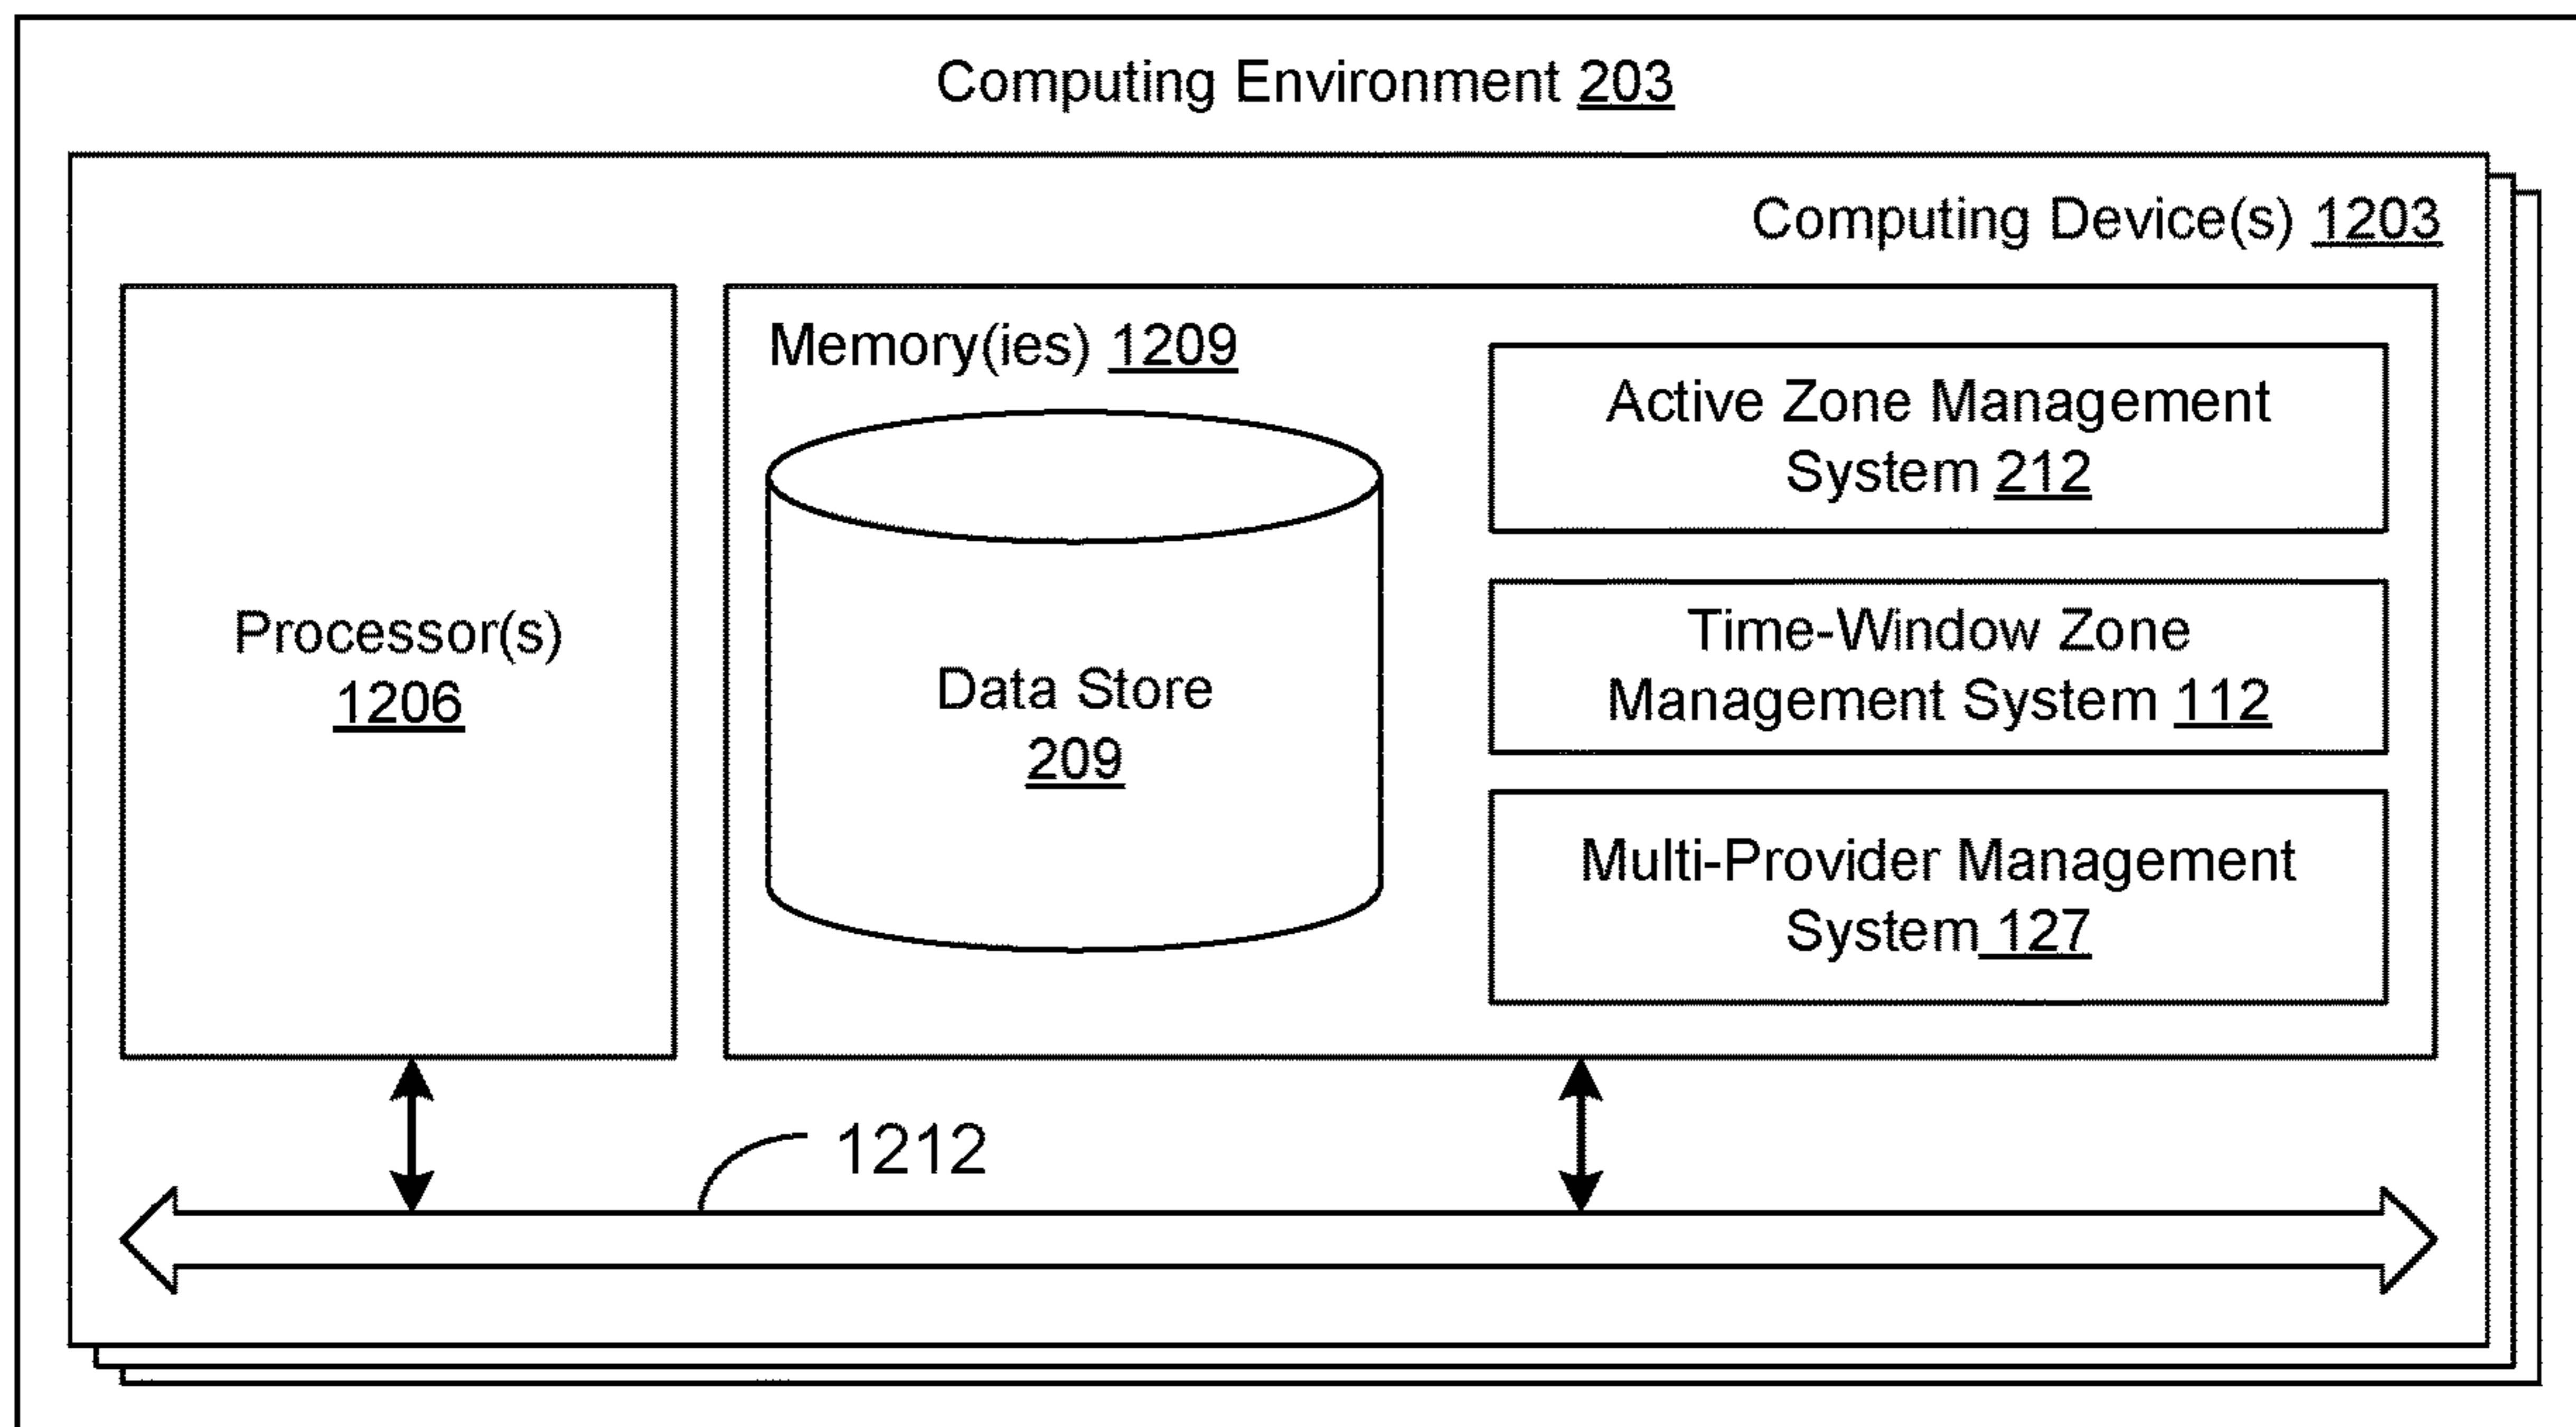 Computing Environment 203
Computing Device(s) 1203
Processor(s)
1206
Memory(ies) 1209
Data Store
209
Active Zone Management
System 212
Time-Window Zone
Management System 112
Multi-Provider Management
System 127
1212